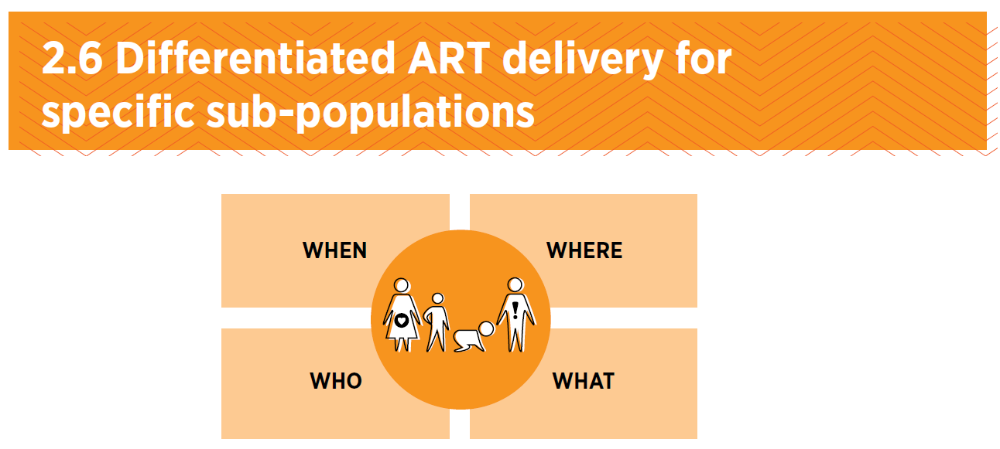 2.6 Differentiated ART delivery for
specific sub-populations
WHEN
WHERE
WHO
WHAT